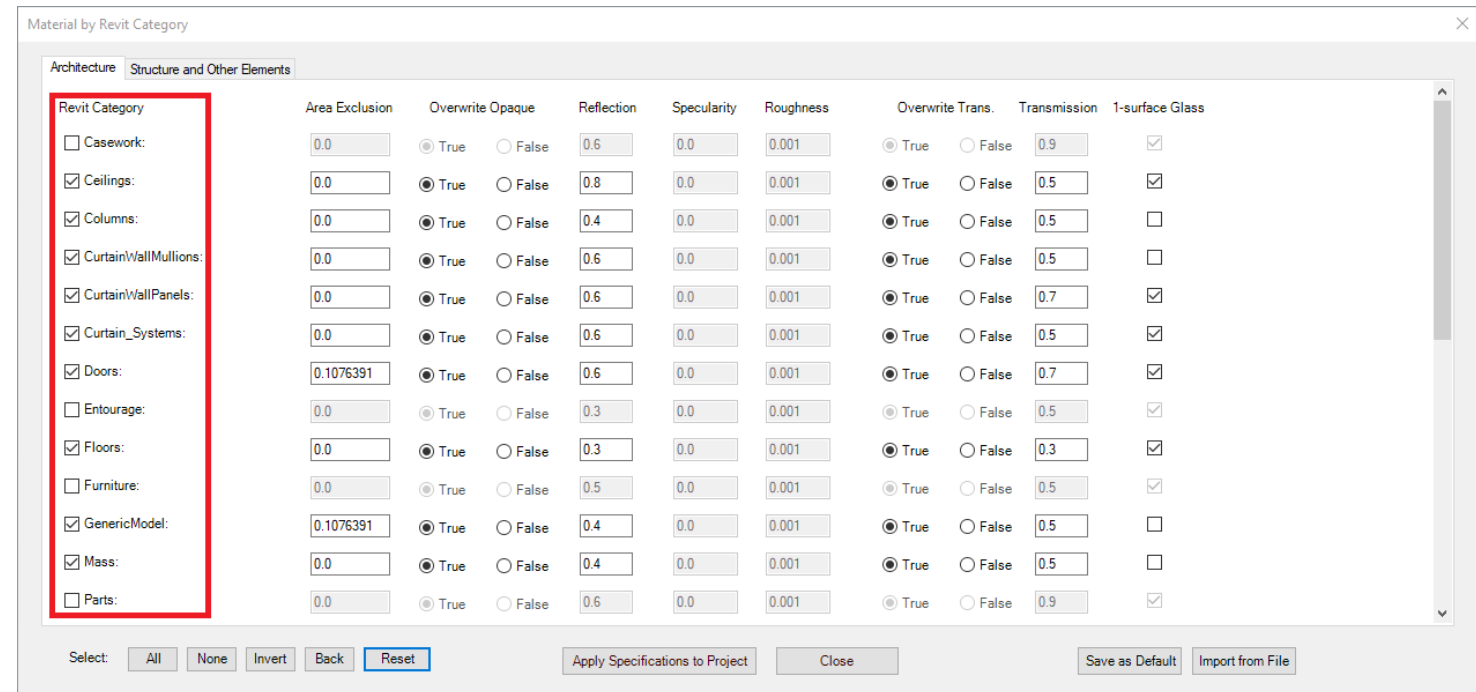 Material by Revit Category
Architecture Structure and Other Elements
Revit Category Area Exclusion Overwrite Opaque Reflection Specularity Roughness Overwrite Trans. Transmission 1-surface Glass
Casework: 0.0 True False 0.6 0.0 0.001 True False 0.9
Ceilings: 0.0 True False 0.8 0.0 0.001 True False 0.5
Columns: 0.0 True False 0.4 0.0 0.001 True False 0.5
CurtainWallMullions: 0.0 True False 0.6 0.0 0.001 True False 0.5
CurtainWallPanels: 0.0 True False 0.6 0.0 0.001 True False 0.7
Curtain_Systems: 0.0 True False 0.6 0.0 0.001 True False 0.5
Doors: 0.1076391 True False 0.6 0.0 0.001 True False 0.7
Entourage: 0.0 True False 0.3 0.0 0.001 True False 0.5
Floors: 0.0 True False 0.3 0.0 0.001 True False 0.3
Furniture: 0.0 True False 0.5 0.0 0.001 True False 0.5
GenericModel: 0.1076391 True False 0.4 0.0 0.001 True False 0.5
Mass: 0.0 True False 0.4 0.0 0.001 True False 0.5
Parts: 0.0 True False 0.6 0.0 0.001 True False 0.9
Select: All None Invert Back Reset Apply Specifications to Project Close Save as Default Import from File